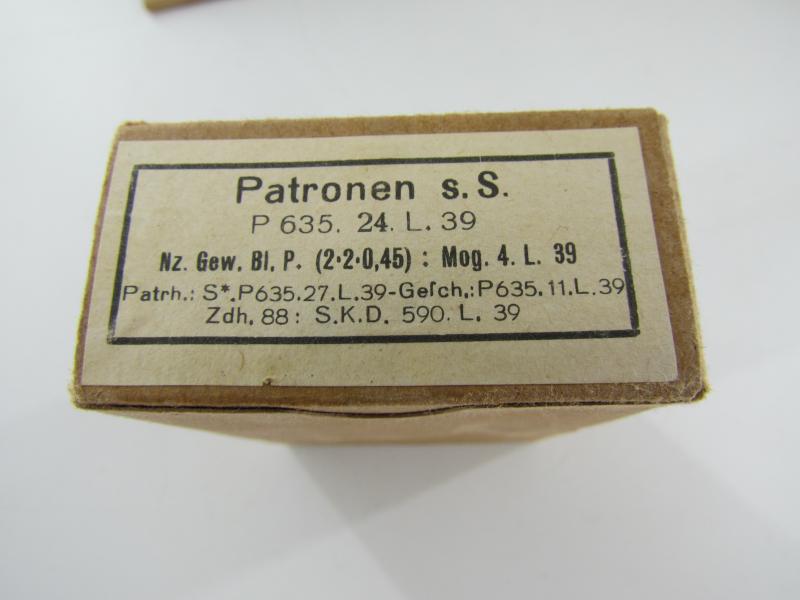 Patronen s. S.
P 635. 24. L. 39
Nz. Gew. Bl. P. (2·2·0,45) : Mog. 4. L. 39
Patrh.: S*. P635.27. L. 39-Geſch.: P635. 11. L. 39
Zdh. 88: S.K.D. 590. L. 39